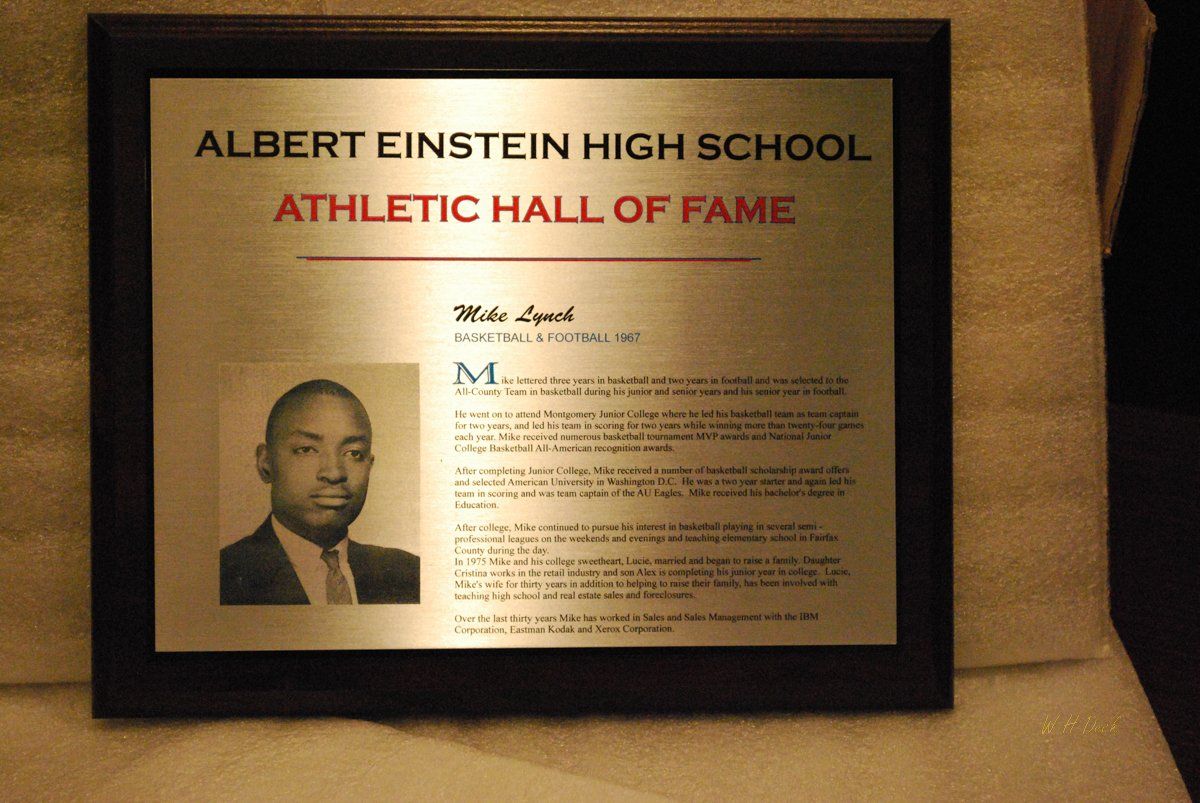 ALBERT EINSTEIN HIGH SCHOOL
ATHLETIC HALL OF FAME
Mike Lynch
BASKETBALL & FOOTBALL 1967
Mike lettered three years in basketball and two years in football and was selected to the
All-County Team in basketball during his junior and senior years and his senior year in football.
He went on to attend Montgomery Junior College where he led his basketball team as team captain
for two years, and led his team in scoring for two years while winning more than twenty-four games
each year. Mike received numerous basketball tournament MVP awards and National Junior
College Basketball All-American recognition awards.
After completing Junior College, Mike received a number of basketball scholarship award offers
and selected American University in Washington D.C. He was a two year starter and again led his
team in scoring and was team captain of the AU Eagles. Mike received his bachelor's degree in
Education.
After college, Mike continued to pursue his interest in basketball playing in several semi -
professional leagues on the weekends and evenings and teaching elementary school in Fairfax
County during the day.
In 1975 Mike and his college sweetheart, Lucie, married and began to raise a family. Daughter
Cristina works in the retail industry and son Alex is completing his junior year in college. Lucie,
Mike's wife for thirty years in addition to helping to raise their family, has been involved with
teaching high school and real estate sales and foreclosures.
Over the last thirty years Mike has worked in Sales and Sales Management with the IBM
Corporation, Eastman Kodak and Xerox Corporation.
W H Deck